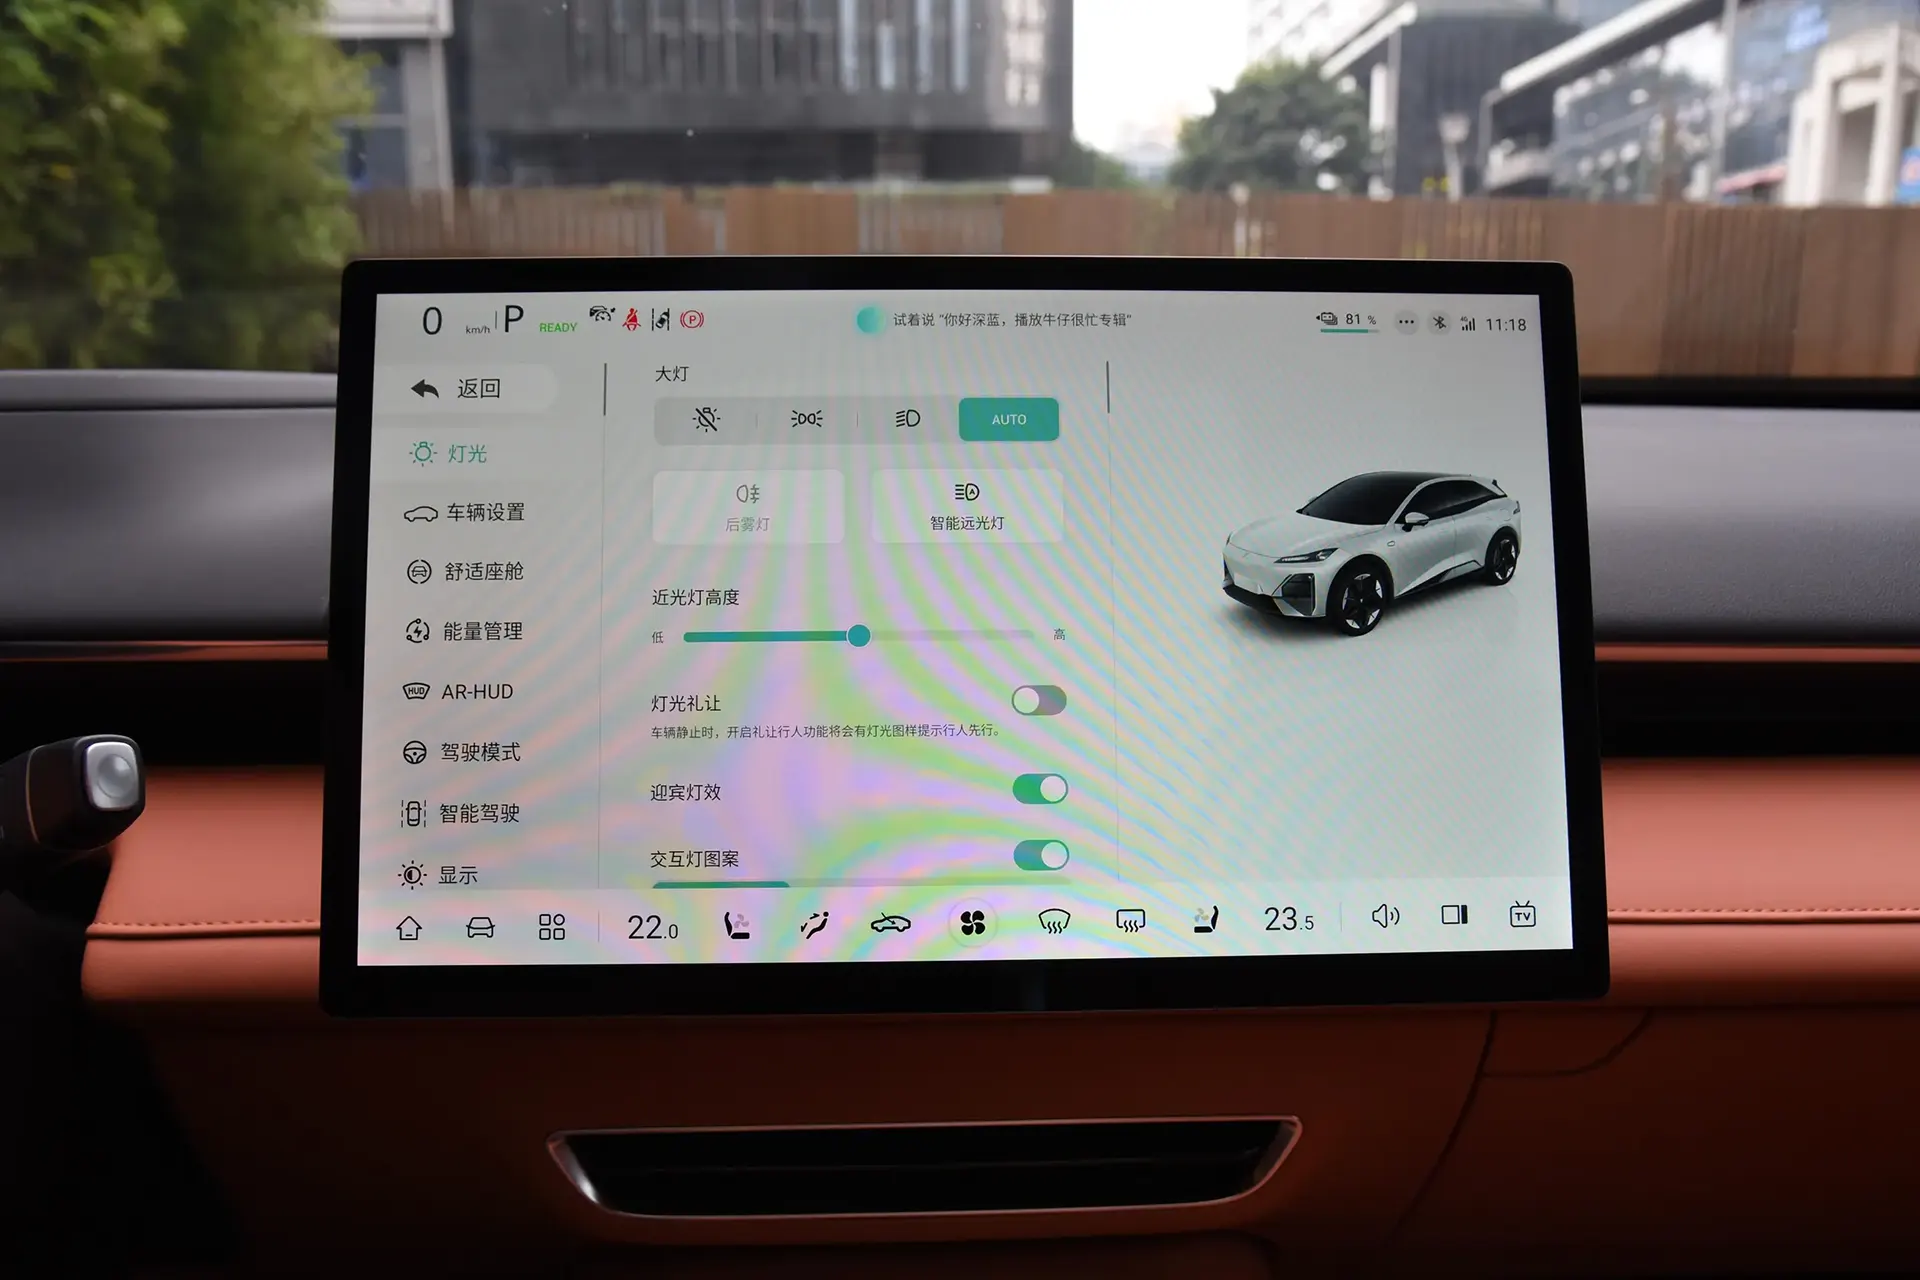 0 km/h P READY
试着说 "你好深蓝，播放牛仔很忙专辑"
81 %
4G
11:18
返回
灯光
车辆设置
舒适座舱
能量管理
HUD AR-HUD
驾驶模式
智能驾驶
显示
大灯
AUTO
后雾灯
智能远光灯
近光灯高度
低
高
灯光礼让
车辆静止时，开启礼让行人功能将会有灯光图样提示行人先行。
迎宾灯效
交互灯图案
22.0
23.5
TV